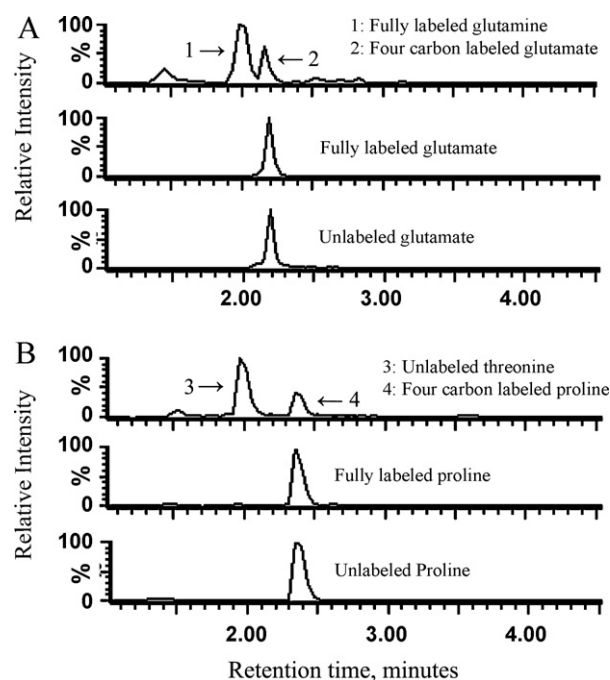 A
Relative Intensity
100
%
0
1
2
1: Fully labeled glutamine
2: Four carbon labeled glutamate
100
%
0
Fully labeled glutamate
100
%
0
Unlabeled glutamate
2.00 3.00 4.00
B
Relative Intensity
100
%
0
3
4
3: Unlabeled threonine
4: Four carbon labeled proline
100
%
0
Fully labeled proline
100
%
0
Unlabeled Proline
2.00 3.00 4.00
Retention time, minutes